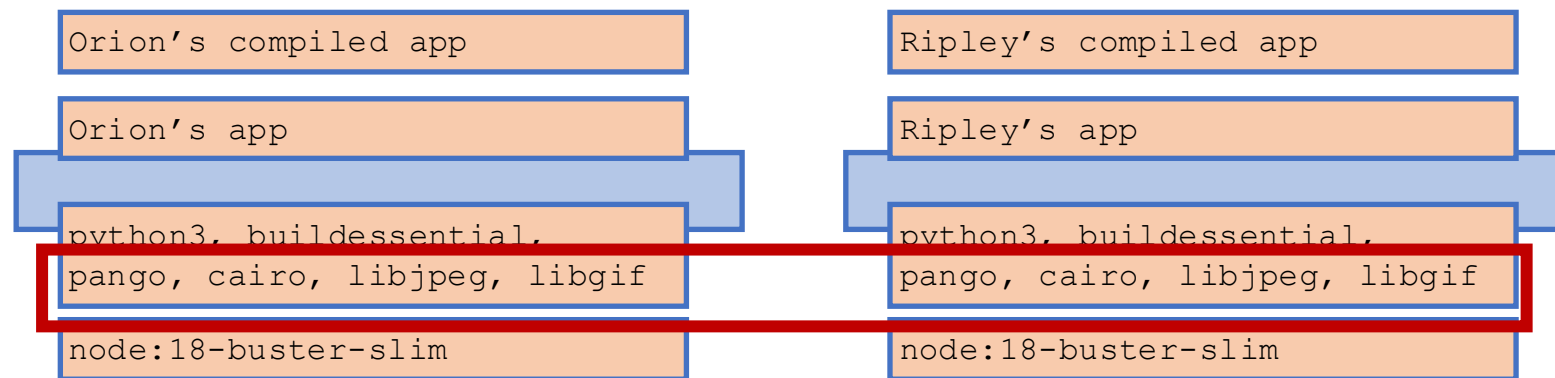 Orion’s compiled app
Ripley’s compiled app
Orion’s app
Ripley’s app
python3, buildessential,
pango, cairo, libjpeg, libgif
python3, buildessential,
pango, cairo, libjpeg, libgif
node:18-buster-slim
node:18-buster-slim